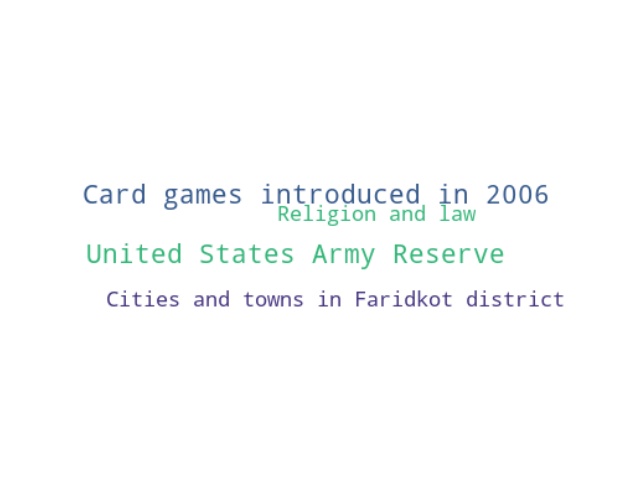 Card games introduced in 2006
Religion and law
United States Army Reserve
Cities and towns in Faridkot district